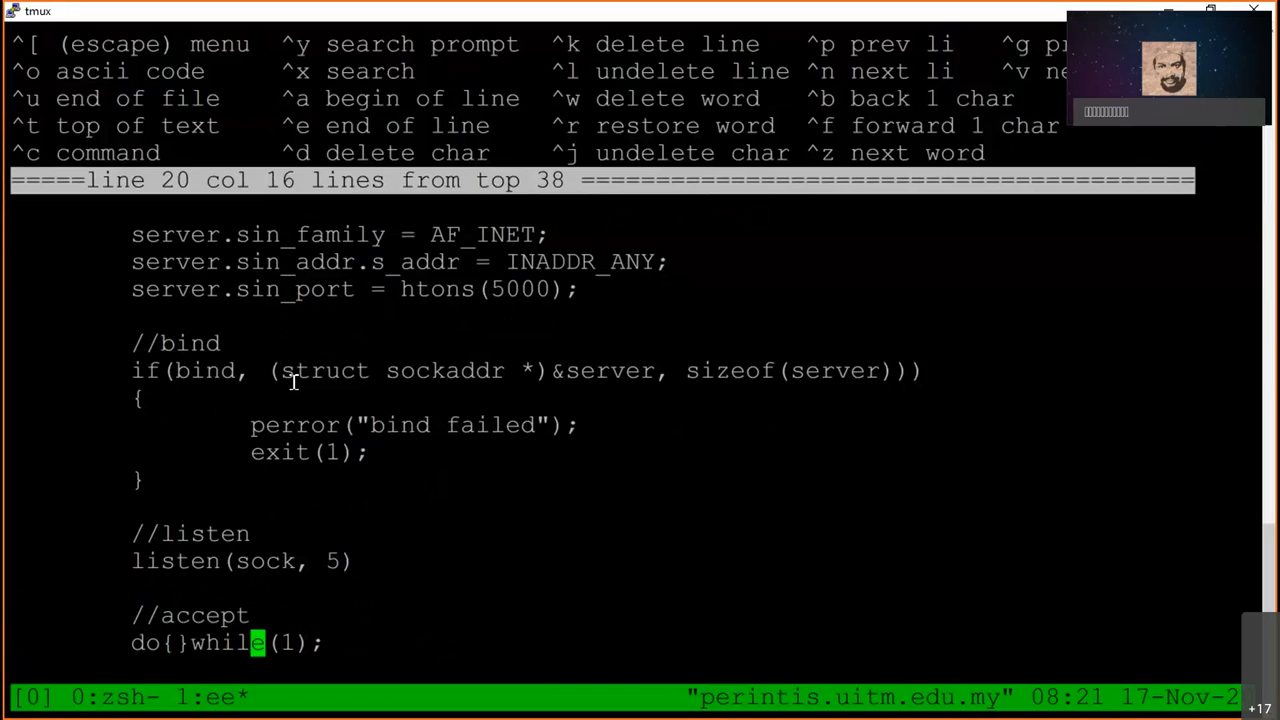 tmux
^[ (escape) menu ^y search prompt ^k delete line ^p prev li ^g
^o ascii code ^x search ^l undelete line ^n next li ^v
^u end of file ^a begin of line ^w delete word ^b back 1 char
^t top of text ^e end of line ^r restore word ^f forward 1 char
^c command ^d delete char ^j undelete char ^z next word
=====line 20 col 16 lines from top 38 =========================================
server.sin_family = AF_INET;
server.sin_addr.s_addr = INADDR_ANY;
server.sin_port = htons(5000);
//bind
if(bind, (struct sockaddr *)&server, sizeof(server)))
{
perror("bind failed");
exit(1);
}
//listen
listen(sock, 5)
//accept
do{}while(1);
[0] 0:zsh- 1:ee* "perintis.uitm.edu.my" 08:21 17-Nov-2
+17